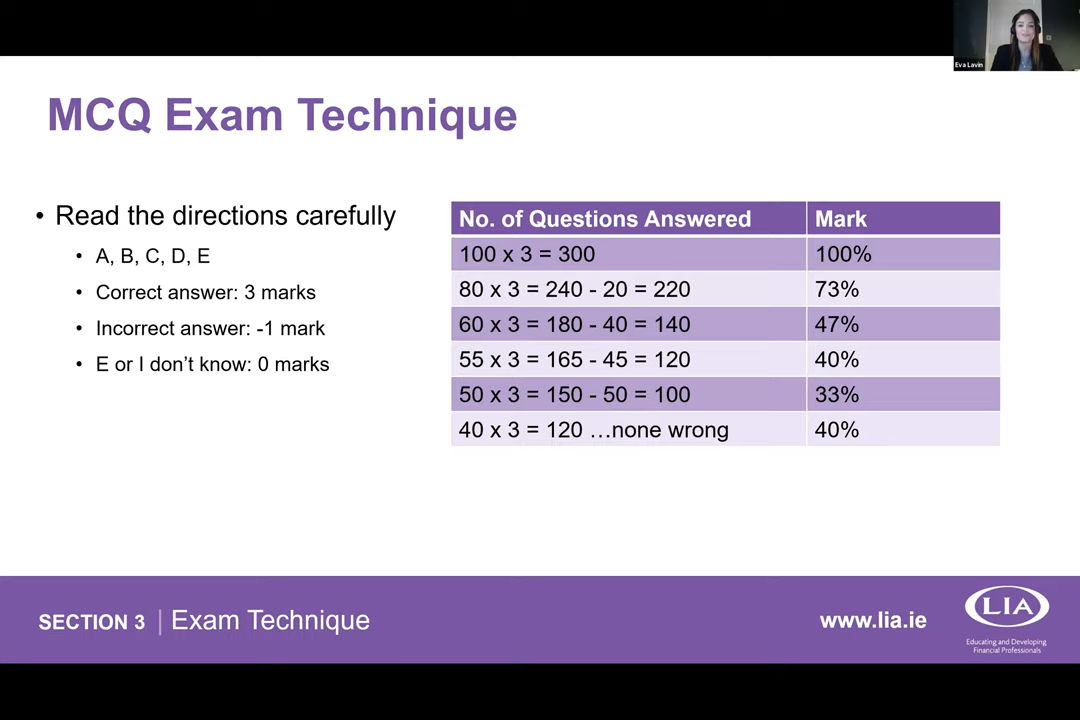 Eva Lavin
MCQ Exam Technique
• Read the directions carefully
• A, B, C, D, E
• Correct answer: 3 marks
• Incorrect answer: -1 mark
• E or I don’t know: 0 marks
No. of Questions Answered Mark
100 x 3 = 300 100%
80 x 3 = 240 - 20 = 220 73%
60 x 3 = 180 - 40 = 140 47%
55 x 3 = 165 - 45 = 120 40%
50 x 3 = 150 - 50 = 100 33%
40 x 3 = 120 …none wrong 40%
SECTION 3 | Exam Technique
www.lia.ie
LIA
Educating and Developing
Financial Professionals